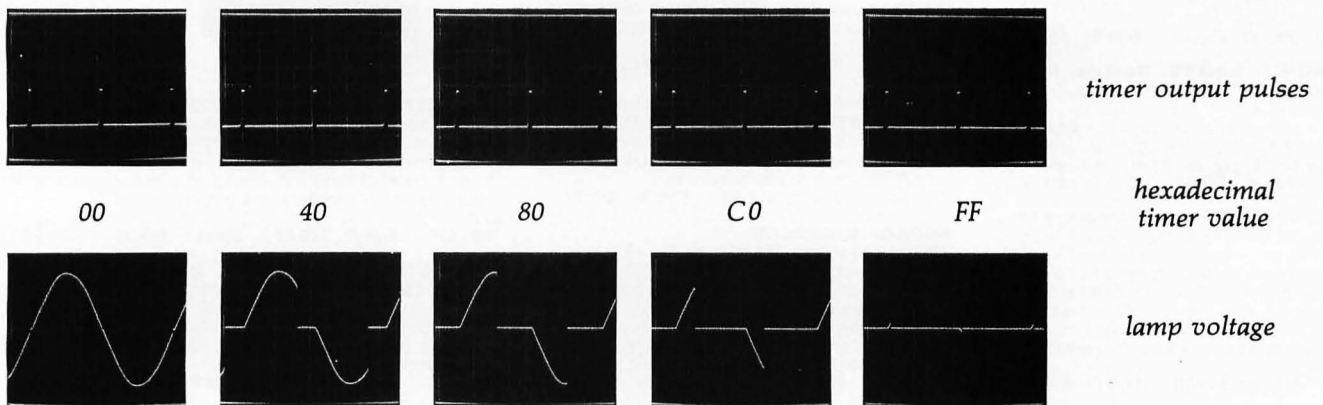 timer output pulses
00 40 80 C0 FF
hexadecimal
timer value
lamp voltage